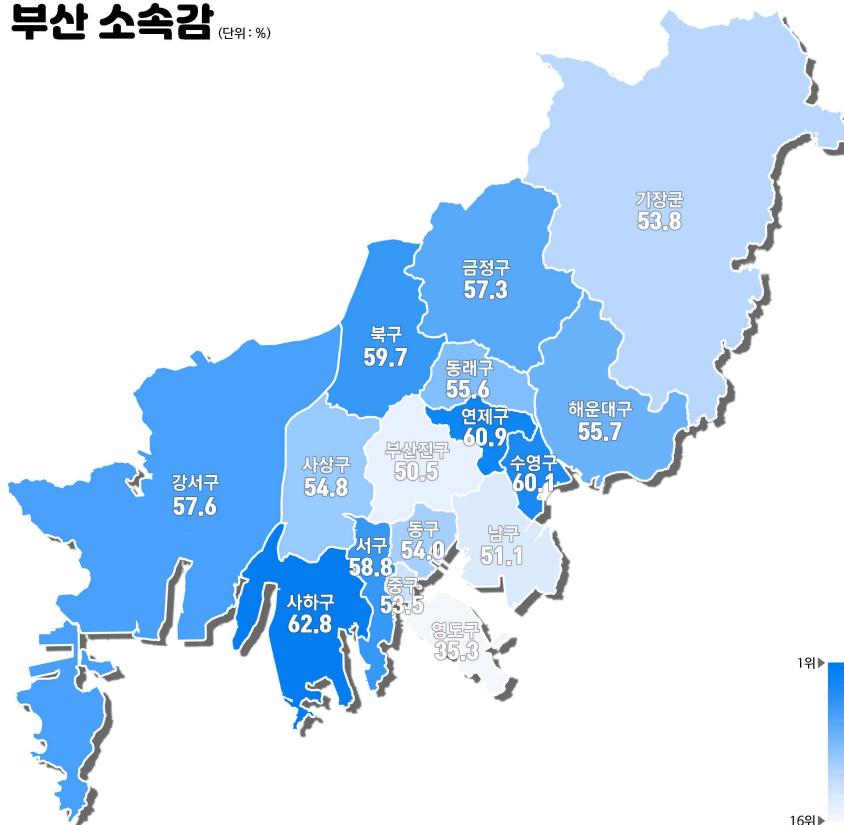 부산 소속감 (단위 : %)
기장군
53.8
금정구
57.3
북구
59.7
동래구
55.6
연제구
60.9
해운대구
55.7
부산진구
50.5
수영구
60.1
사상구
54.8
강서구
57.6
동구
54.0
남구
51.1
서구
58.8
중구
53.5
사하구
62.8
영도구
35.3
1위
16위